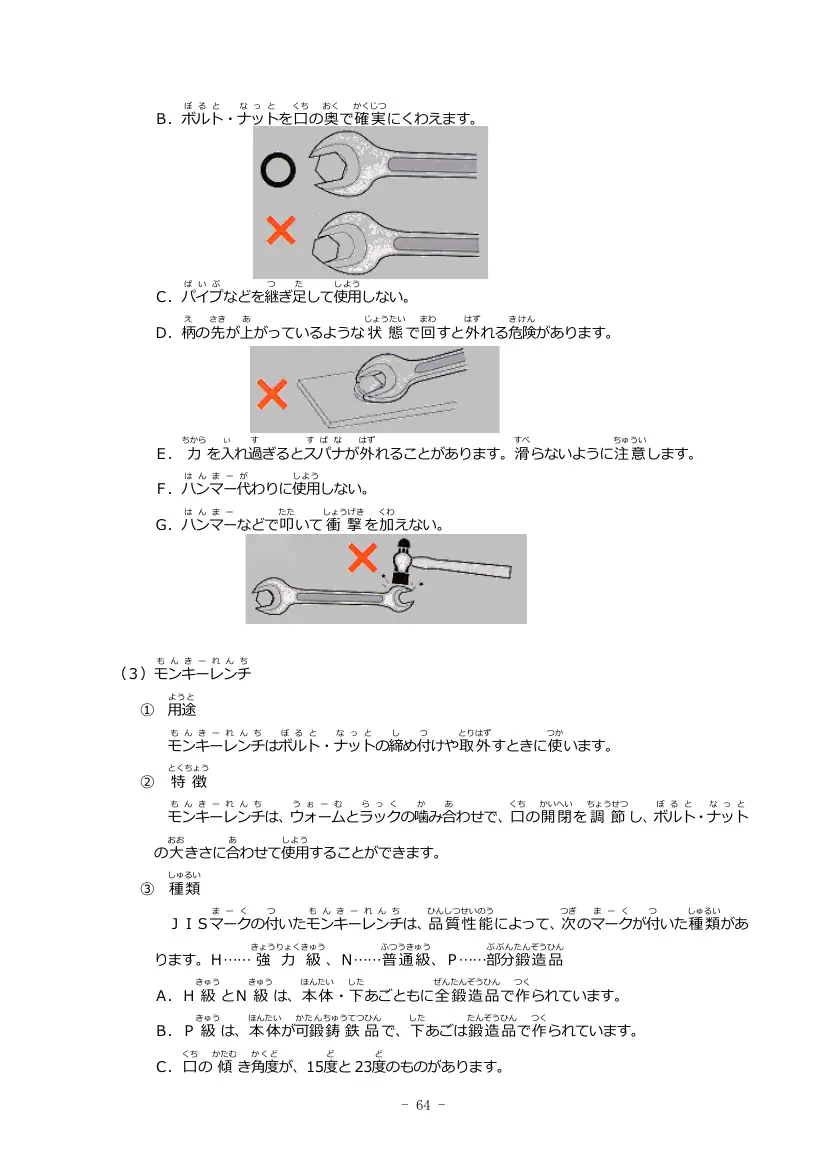 B．ボルト・ナットを口の奥で確実にくわえます。
C．パイプなどを継ぎ足して使用しない。
D．柄の先が上がっているような状態で回すと外れる危険があります。
E．力を入れ過ぎるとスパナが外れることがあります。滑らないように注意します。
F．ハンマー代わりに使用しない。
G．ハンマーなどで叩いて衝撃を加えない。
（3）モンキーレンチ
① 用途
モンキーレンチはボルト・ナットの締め付けや取外すときに使います。
② 特徴
モンキーレンチは、ウォームとラックの噛み合わせで、口の開閉を調節し、ボルト・ナット
の大きさに合わせて使用することができます。
③ 種類
ＪＩＳマークの付いたモンキーレンチは、品質性能によって、次のマークが付いた種類があ
ります。H……強力級、N……普通級、P……部分鍛造品
A．H級とN級は、本体・下あごともに全鍛造品で作られています。
B．P級は、本体が可鍛鋳鉄品で、下あごは鍛造品で作られています。
C．口の傾き角度が、15度と23度のものがあります。
- 64 -